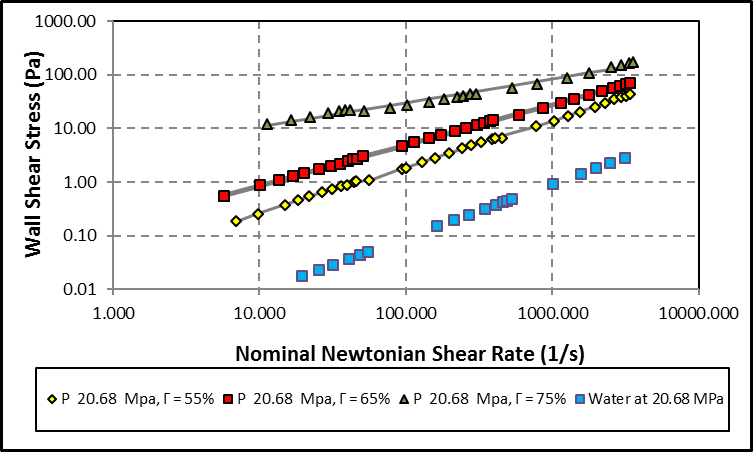 1000.00
100.00
10.00
1.00
0.10
0.01
Wall Shear Stress (Pa)
1.000 10.000 100.000 1000.000 10000.000
Nominal Newtonian Shear Rate (1/s)
P 20.68 Mpa, Γ = 55% P 20.68 Mpa, Γ = 65% P 20.68 Mpa, Γ = 75% Water at 20.68 MPa